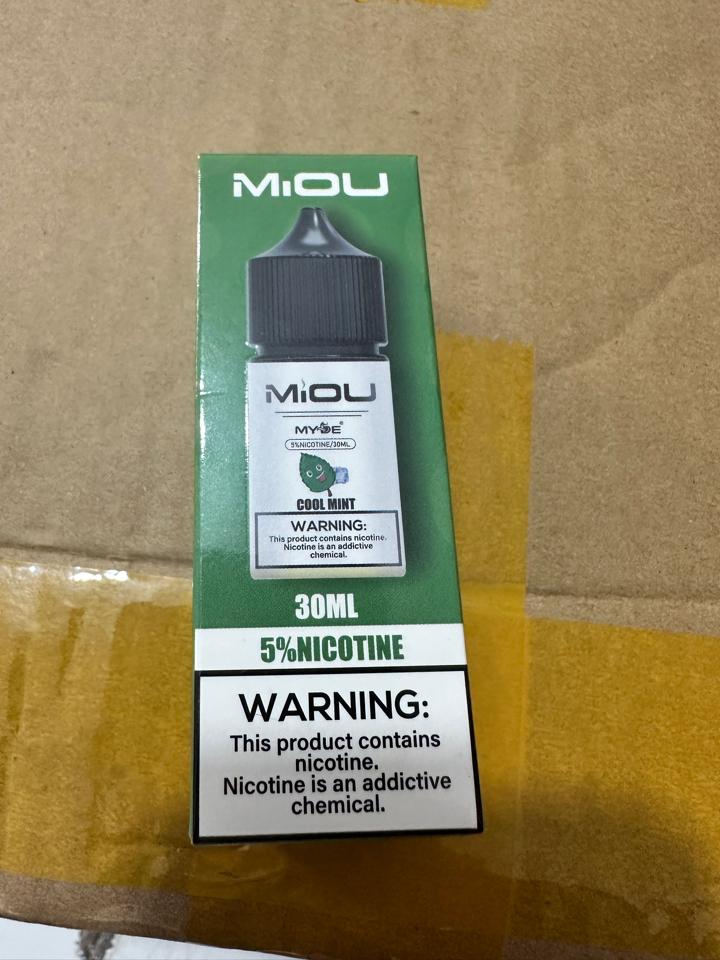 MiOU
MiOU
5%NICOTINE/30ML
COOL MINT
WARNING:
This product contains nicotine.
Nicotine is an addictive
chemical.
30ML
5%NICOTINE
WARNING:
This product contains
nicotine.
Nicotine is an addictive
chemical.